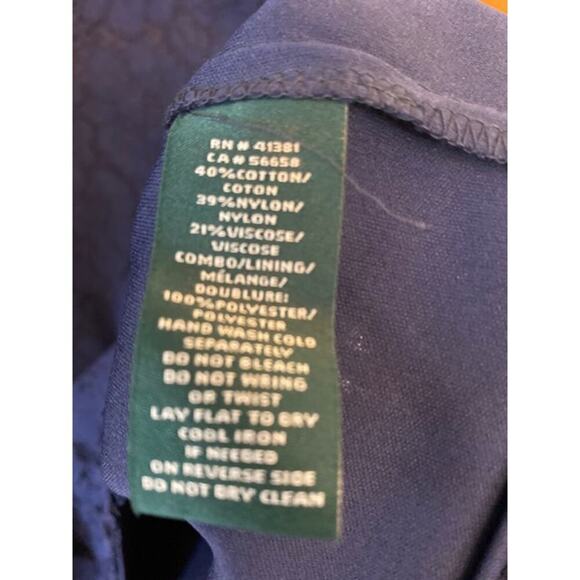 RN # 41381
CA # 56658
40%COTTON/
COTON
39%NYLON/
NYLON
21%VISCOSE/
VISCOSE
COMBO/LINING/
MÉLANGE/
DOUBLURE:
100%POLYESTER/
POLYESTER
HAND WASH COLD
SEPARATELY
DO NOT BLEACH
DO NOT WRING
OR TWIST
LAY FLAT TO DRY
COOL IRON
IF NEEDED
ON REVERSE SIDE
DO NOT DRY CLEAN